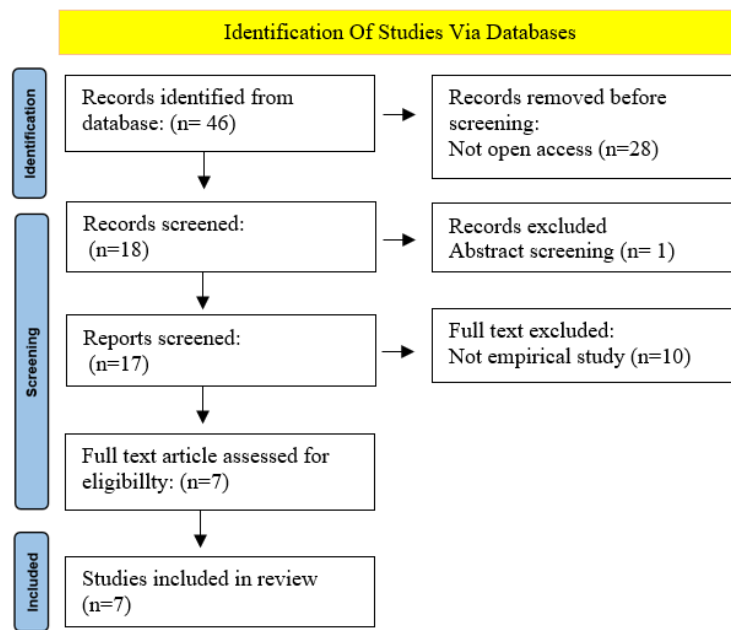 Identification Of Studies Via Databases
Identification
Records identified from
database: (n= 46)
Records removed before
screening:
Not open access (n=28)
Screening
Records screened:
(n=18)
Records excluded
Abstract screening (n= 1)
Reports screened:
(n=17)
Full text excluded:
Not empirical study (n=10)
Full text article assessed for
eligibillty: (n=7)
Included
Studies included in review
(n=7)